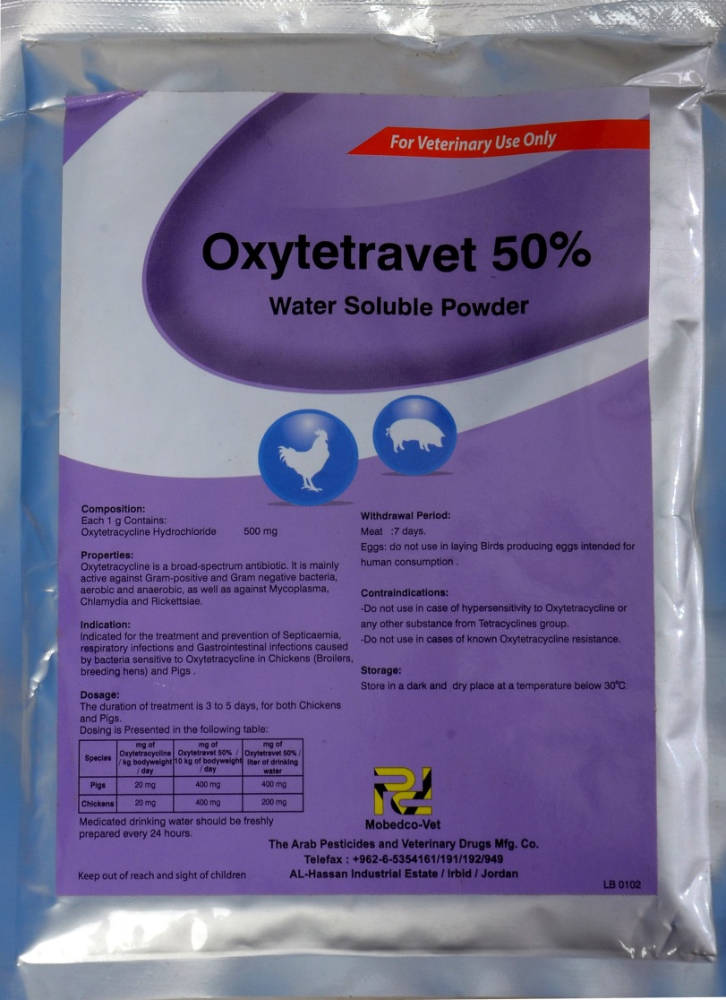 For Veterinary Use Only
Oxytetravet 50%
Water Soluble Powder
Composition:
Each 1 g Contains:
Oxytetracycline Hydrochloride 500 mg
Properties:
Oxytetracycline is a broad-spectrum antibiotic. It is mainly
active against Gram-positive and Gram negative bacteria,
aerobic and anaerobic, as well as against Mycoplasma,
Chlamydia and Rickettsiae.
Indication:
Indicated for the treatment and prevention of Septicaemia,
respiratory infections and Gastrointestinal infections caused
by bacteria sensitive to Oxytetracycline in Chickens (Broilers,
breeding hens) and Pigs .
Dosage:
The duration of treatment is 3 to 5 days, for both Chickens
and Pigs.
Dosing is Presented in the following table:
Species
mg of
Oxytetracycline
/ kg bodyweight
/ day
mg of
Oxytetravet 50% /
10 kg of bodyweight
/ day
mg of
Oxytetravet 50% /
liter of drinking
water
Pigs 20 mg 400 mg 400 mg
Chickens 20 mg 400 mg 200 mg
Medicated drinking water should be freshly
prepared every 24 hours.
Keep out of reach and sight of children
Withdrawal Period:
Meat :7 days.
Eggs: do not use in laying Birds producing eggs intended for
human consumption .
Contraindications:
-Do not use in case of hypersensitivity to Oxytetracycline or
any other substance from Tetracyclines group.
-Do not use in cases of known Oxytetracycline resistance.
Storage:
Store in a dark and dry place at a temperature below 30°C.
Mobedco-Vet
The Arab Pesticides and Veterinary Drugs Mfg. Co.
Telefax : +962-6-5354161/191/192/949
AL-Hassan Industrial Estate / Irbid / Jordan
LB 0102